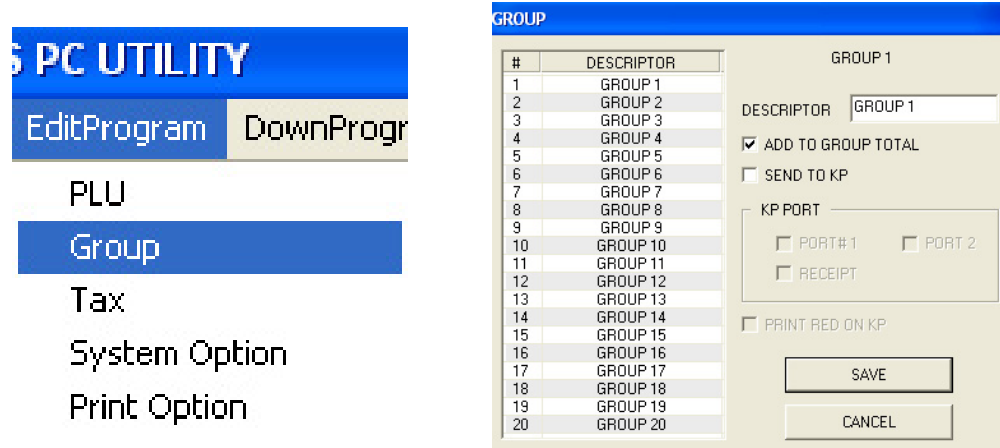 PC UTILITY
EditProgram DownProgr
PLU
Group
Tax
System Option
Print Option
GROUP
# DESCRIPTOR
1 GROUP 1
2 GROUP 2
3 GROUP 3
4 GROUP 4
5 GROUP 5
6 GROUP 6
7 GROUP 7
8 GROUP 8
9 GROUP 9
10 GROUP 10
11 GROUP 11
12 GROUP 12
13 GROUP 13
14 GROUP 14
15 GROUP 15
16 GROUP 16
17 GROUP 17
18 GROUP 18
19 GROUP 19
20 GROUP 20
GROUP 1
DESCRIPTOR GROUP 1
ADD TO GROUP TOTAL
SEND TO KP
KP PORT
PORT# 1 PORT 2
RECEIPT
PRINT RED ON KP
SAVE
CANCEL